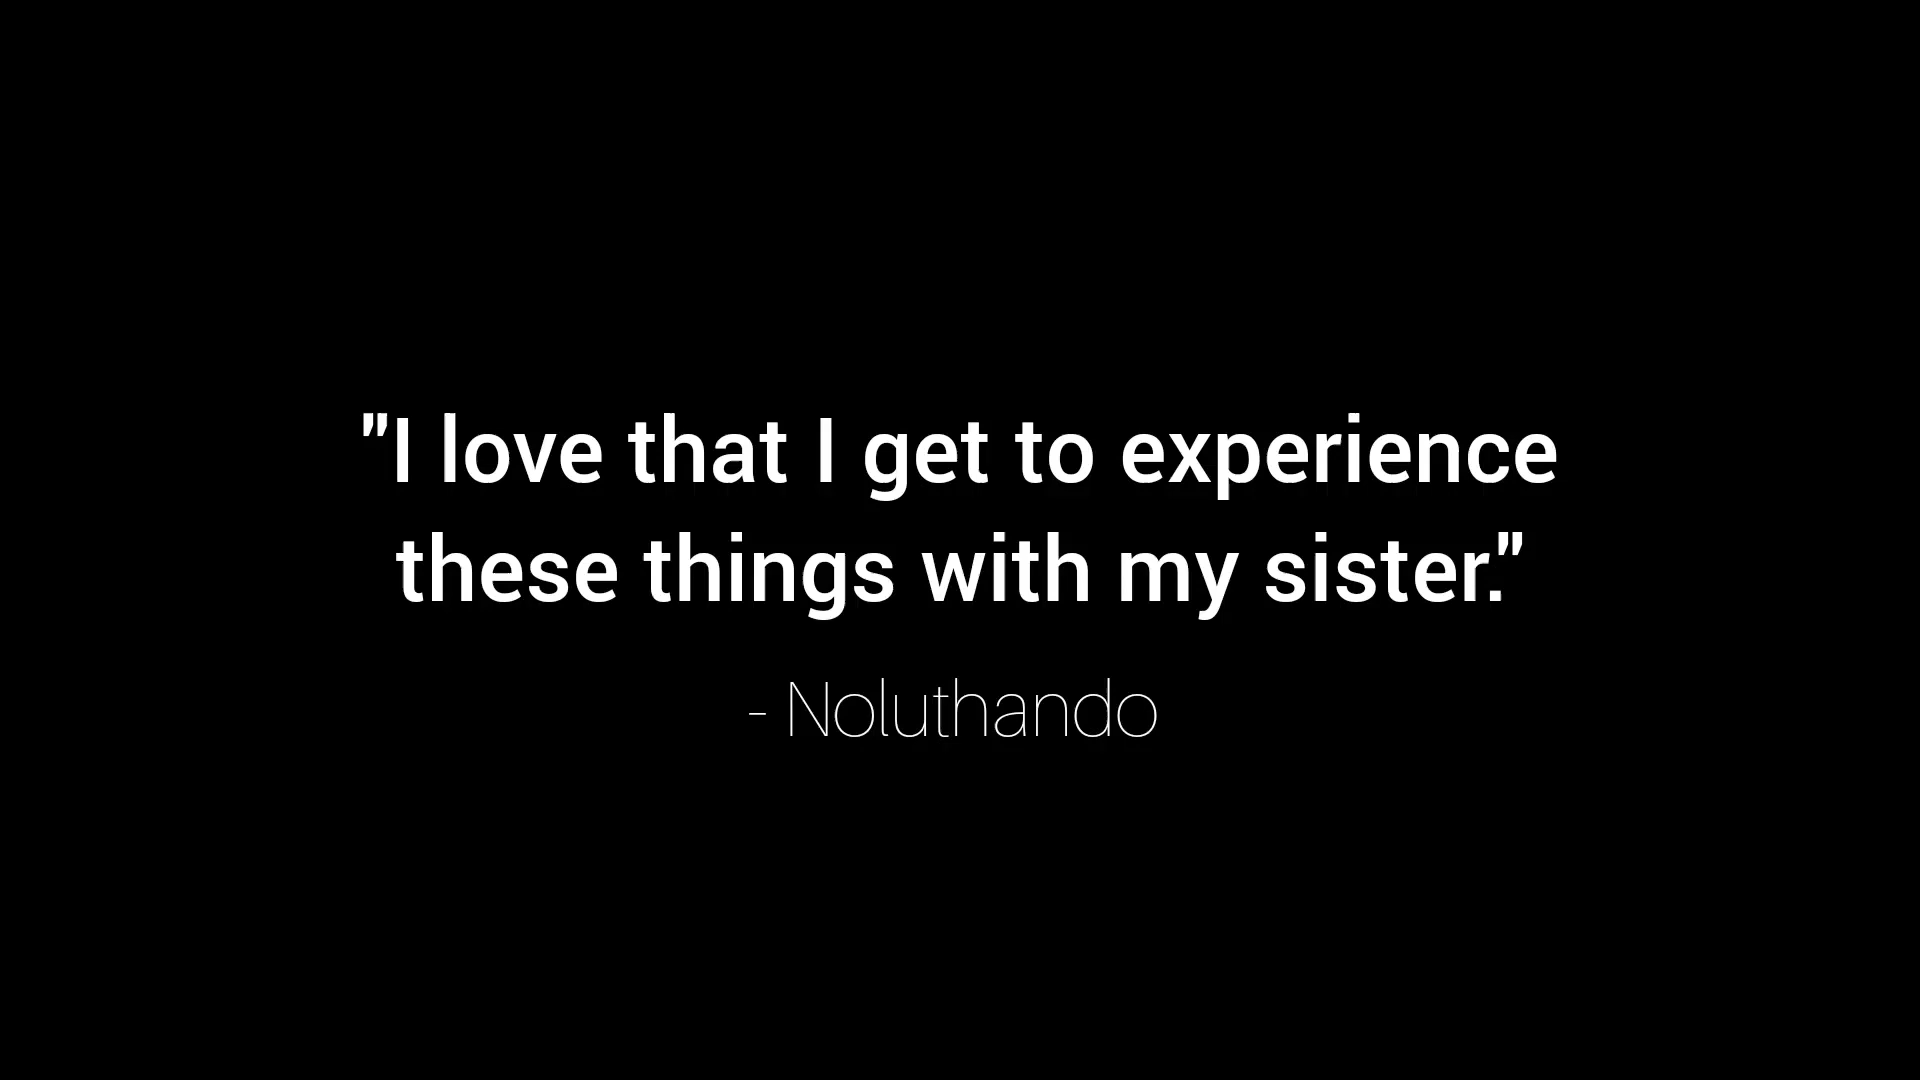 "I love that I get to experience
these things with my sister."
- Noluthando